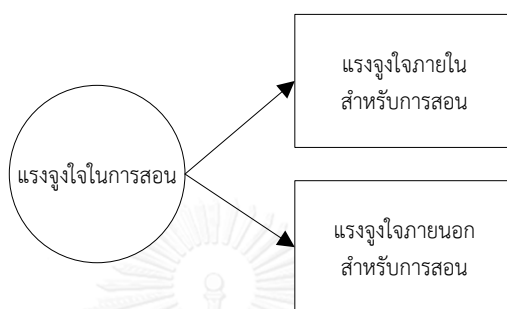 แรงจูงใจภายใน
สำหรับการสอน
แรงจูงใจในการสอน
แรงจูงใจภายนอก
สำหรับการสอน